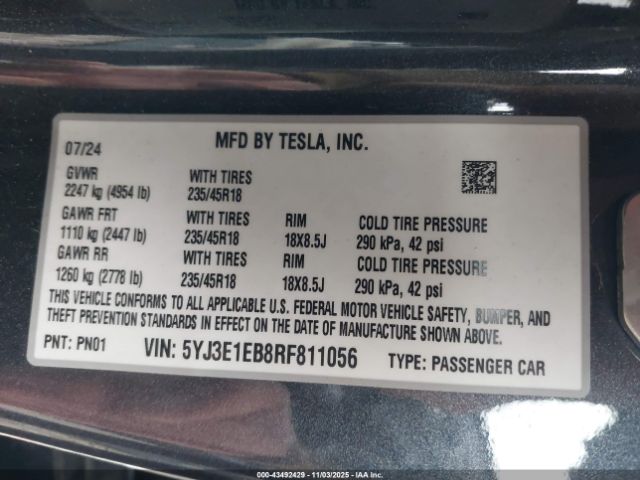 MFD BY TESLA, INC.
07/24
GVWR WITH TIRES
2247 kg (4954 lb) 235/45R18
GAWR FRT WITH TIRES RIM COLD TIRE PRESSURE
1110 kg (2447 lb) 235/45R18 18X8.5J 290 kPa, 42 psi
GAWR RR WITH TIRES RIM COLD TIRE PRESSURE
1260 kg (2778 lb) 235/45R18 18X8.5J 290 kPa, 42 psi
THIS VEHICLE CONFORMS TO ALL APPLICABLE U.S. FEDERAL MOTOR VEHICLE SAFETY, BUMPER, AND
THEFT PREVENTION STANDARDS IN EFFECT ON THE DATE OF MANUFACTURE SHOWN ABOVE.
PNT: PN01 VIN: 5YJ3E1EB8RF811056 TYPE: PASSENGER CAR
000-43492429 - 11/03/2025 - IAA Inc.